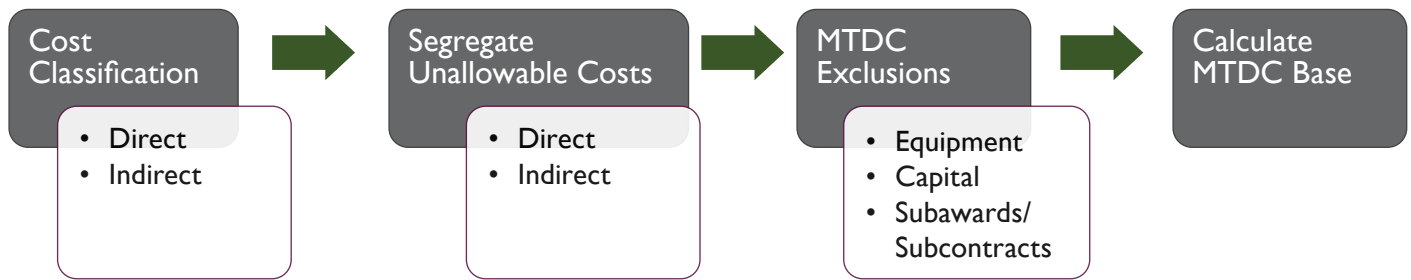 Cost
Classification
• Direct
• Indirect
Segregate
Unallowable Costs
• Direct
• Indirect
MTDC
Exclusions
• Equipment
• Capital
• Subawards/
Subcontracts
Calculate
MTDC Base